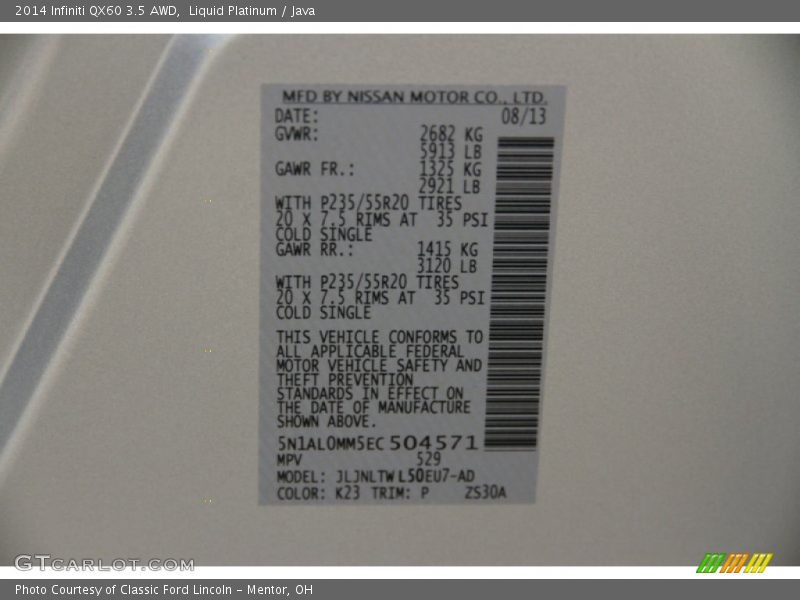 2014 Infiniti QX60 3.5 AWD, Liquid Platinum / Java
MFD BY NISSAN MOTOR CO., LTD.
DATE: 08/13
GVWR: 2682 KG
5913 LB
GAWR FR.: 1325 KG
2921 LB
WITH P235/55R20 TIRES
20 X 7.5 RIMS AT 35 PSI
COLD SINGLE
GAWR RR.: 1415 KG
3120 LB
WITH P235/55R20 TIRES
20 X 7.5 RIMS AT 35 PSI
COLD SINGLE
THIS VEHICLE CONFORMS TO
ALL APPLICABLE FEDERAL
MOTOR VEHICLE SAFETY AND
THEFT PREVENTION
STANDARDS IN EFFECT ON
THE DATE OF MANUFACTURE
SHOWN ABOVE.
5N1AL0MM5EC504571
MPV 529
MODEL: JLJNLTWL50EU7-AD
COLOR: K23 TRIM: P ZS30A
GTCARLOT.COM
Photo Courtesy of Classic Ford Lincoln - Mentor, OH